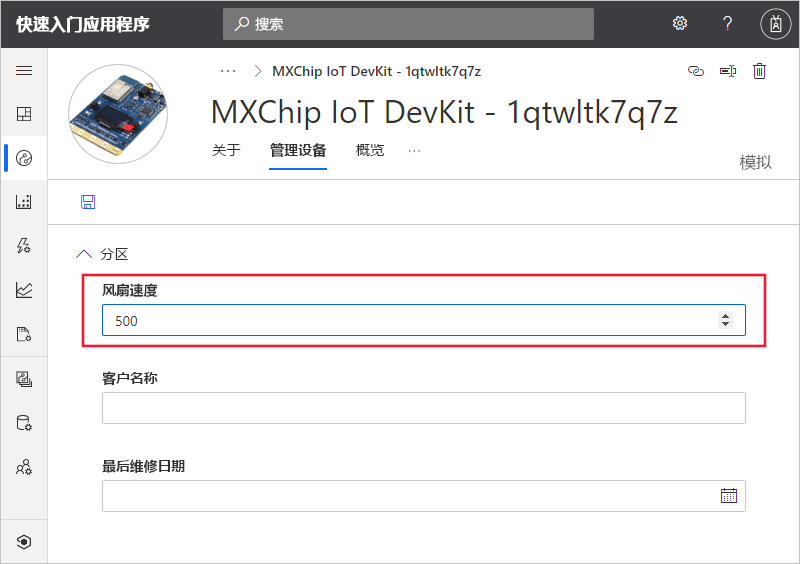 快速入门应用程序
搜索
?
··· > MXChip IoT DevKit - 1qtwltk7q7z
MXChip IoT DevKit - 1qtwltk7q7z
关于 管理设备 概览 ···
模拟
分区
风扇速度
500
客户名称
最后维修日期